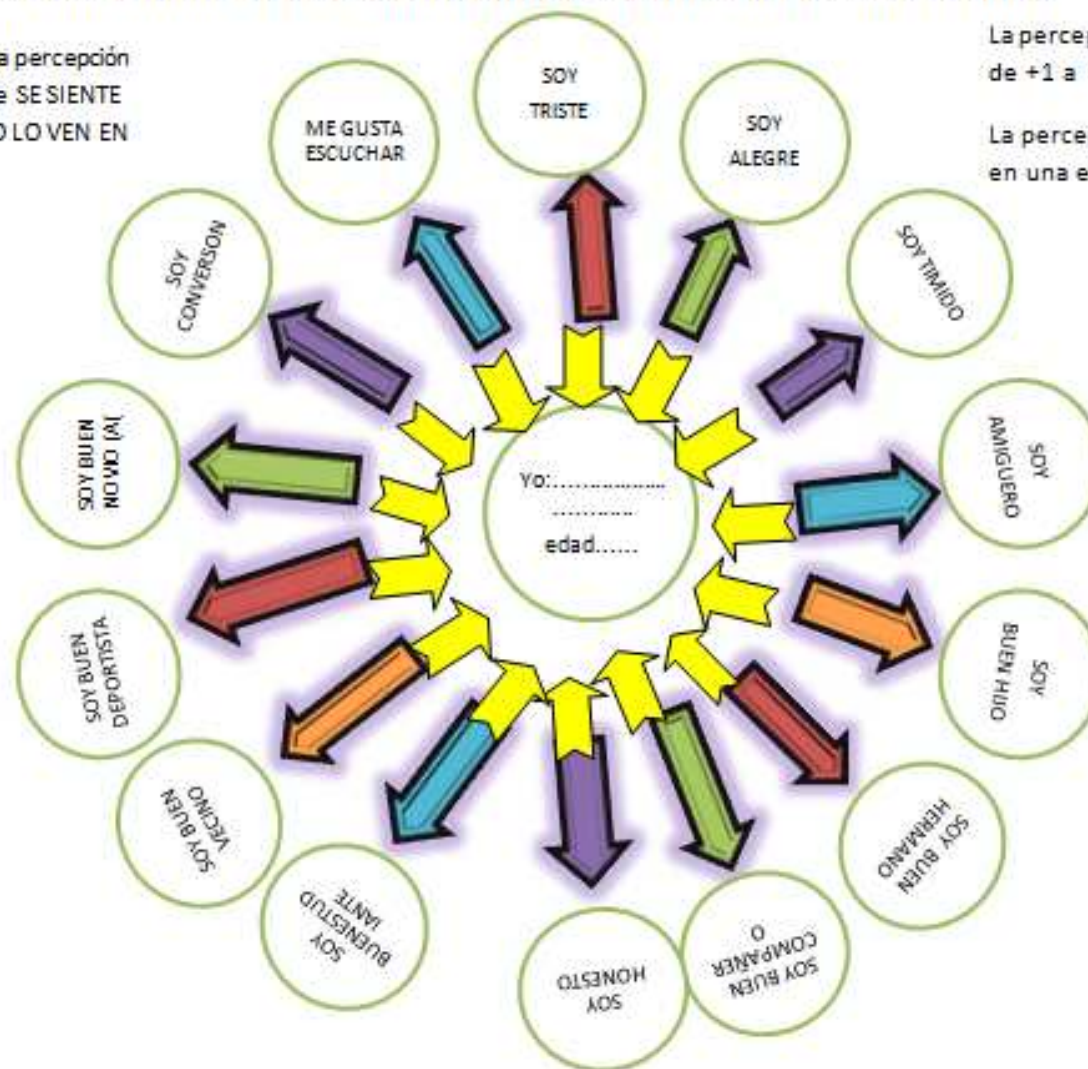 a percepción
e SE SIENTE
O LO VEN EN
La percep
de +1 a
La perce
en una e
SOY
TRISTE
SOY
ALEGRE
SOY TIMIDO
SOY
AMIGUERO
SOY
BUEN HIJO
SOY BUEN
HERMANO
SOY BUEN
COMPAÑER
O
SOY
HONESTO
SOY
BUENESTUD
IANTE
SOY BUEN
VECINO
SOY BUEN
DEPORTISTA
SOY BUEN
NOVIO (A(
SOY
CONVERSON
ME GUSTA
ESCUCHAR
Yo:..................
............
edad......